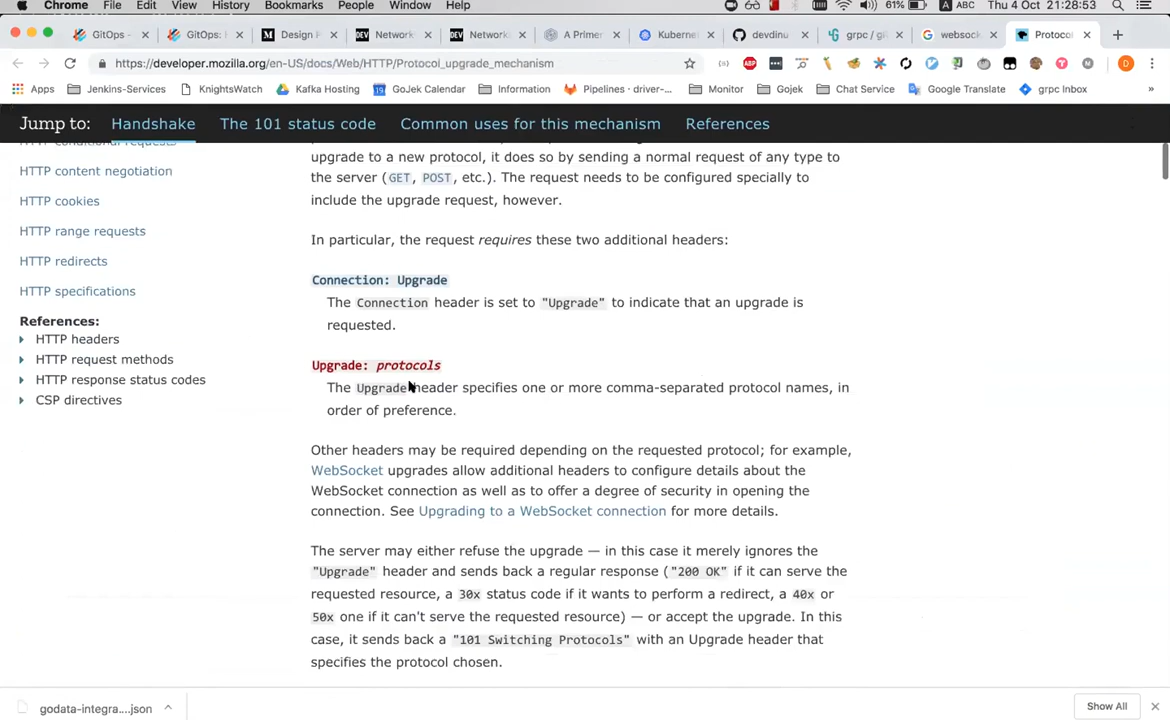 Chrome File Edit View History Bookmarks People Window Help 61% ABC Thu 4 Oct 21:28:53
GitOps – GitOps: Design P Network Network A Primer Kubern devdinu grpc / g websock Protoco
https://developer.mozilla.org/en-US/docs/Web/HTTP/Protocol_upgrade_mechanism
Apps Jenkins-Services KnightsWatch Kafka Hosting GoJek Calendar Information Pipelines · driver-... Monitor Gojek Chat Service Google Translate grpc Inbox »
Jump to: Handshake The 101 status code Common uses for this mechanism References
HTTP conditional requests
HTTP content negotiation
HTTP cookies
HTTP range requests
HTTP redirects
HTTP specifications
References:
HTTP headers
HTTP request methods
HTTP response status codes
CSP directives
upgrade to a new protocol, it does so by sending a normal request of any type to
the server (GET, POST, etc.). The request needs to be configured specially to
include the upgrade request, however.
In particular, the request requires these two additional headers:
Connection: Upgrade
The Connection header is set to "Upgrade" to indicate that an upgrade is
requested.
Upgrade: protocols
The Upgrade header specifies one or more comma-separated protocol names, in
order of preference.
Other headers may be required depending on the requested protocol; for example,
WebSocket upgrades allow additional headers to configure details about the
WebSocket connection as well as to offer a degree of security in opening the
connection. See Upgrading to a WebSocket connection for more details.
The server may either refuse the upgrade — in this case it merely ignores the
"Upgrade" header and sends back a regular response ("200 OK" if it can serve the
requested resource, a 30x status code if it wants to perform a redirect, a 40x or
50x one if it can't serve the requested resource) — or accept the upgrade. In this
case, it sends back a "101 Switching Protocols" with an Upgrade header that
specifies the protocol chosen.
godata-integra....json
Show All